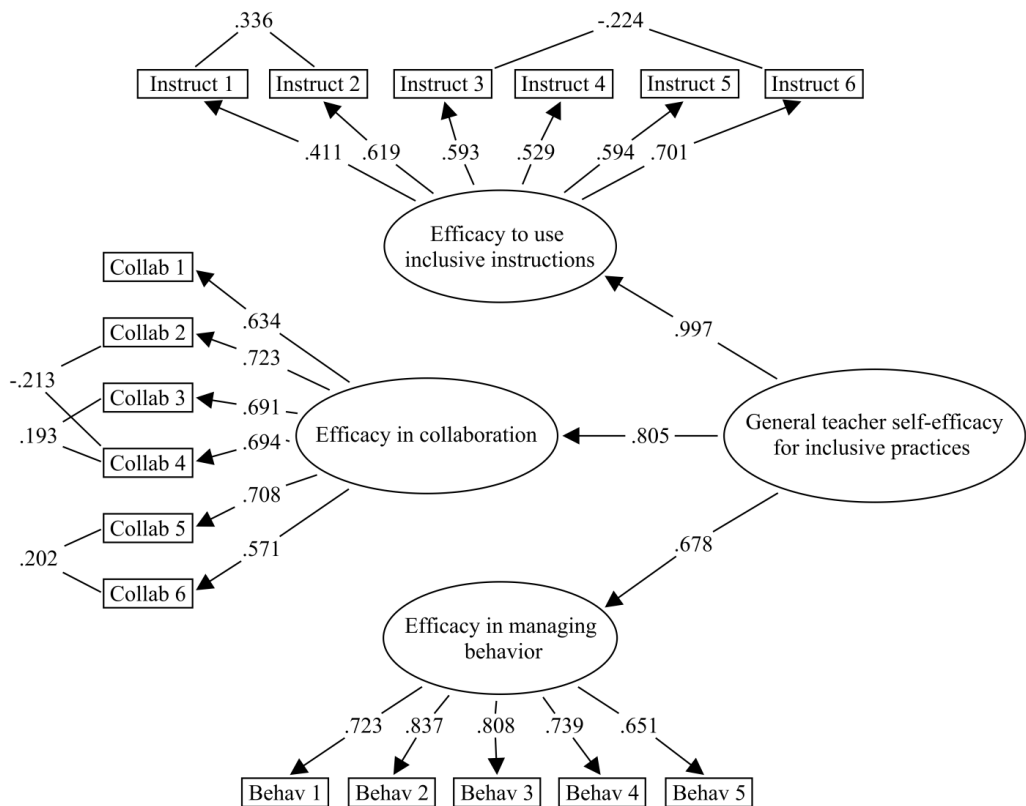 .336
-.224
Instruct 1
Instruct 2
Instruct 3
Instruct 4
Instruct 5
Instruct 6
.411
.619
.593
.529
.594
.701
Efficacy to use
inclusive instructions
Collab 1
Collab 2
Collab 3
Collab 4
Collab 5
Collab 6
-.213
.193
.202
.634
.723
.691
.694
.708
.571
Efficacy in collaboration
.997
.805
.678
General teacher self-efficacy
for inclusive practices
Efficacy in managing
behavior
.723
.837
.808
.739
.651
Behav 1
Behav 2
Behav 3
Behav 4
Behav 5